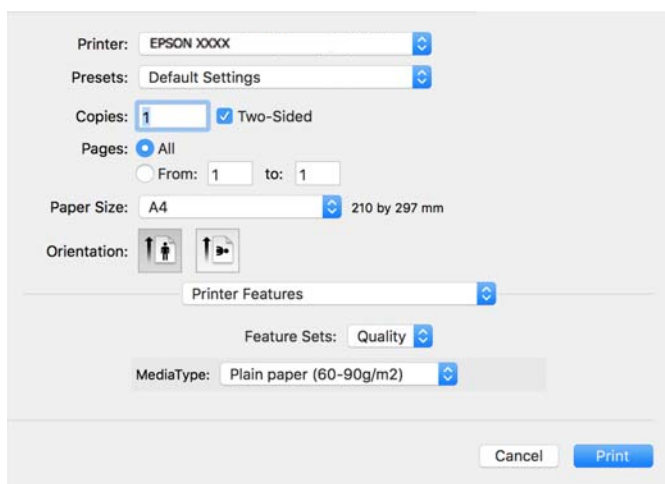 Printer: EPSON XXXX
Presets: Default Settings
Copies: 1 Two-Sided
Pages: All
From: 1 to: 1
Paper Size: A4 210 by 297 mm
Orientation:
Printer Features
Feature Sets: Quality
MediaType: Plain paper (60-90g/m2)
Cancel Print